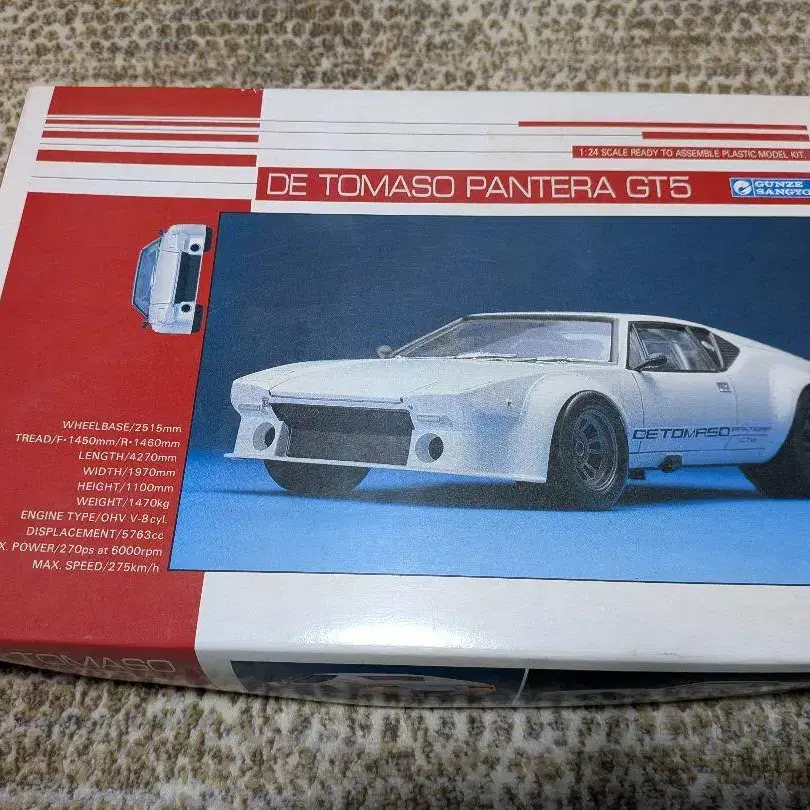 1:24 SCALE READY TO ASSEMBLE PLASTIC MODEL KIT.
DE TOMASO PANTERA GT5
GUNZE
SANGYO
WHEELBASE/2515mm
TREAD/F·1450mm/R·1460mm
LENGTH/4270mm
WIDTH/1970mm
HEIGHT/1100mm
WEIGHT/1470kg
ENGINE TYPE/OHV V-8cyl.
DISPLACEMENT/5763cc
X. POWER/270ps at 6000rpm
MAX. SPEED/275km/h
DETOMASO PANTERA
TOMASO